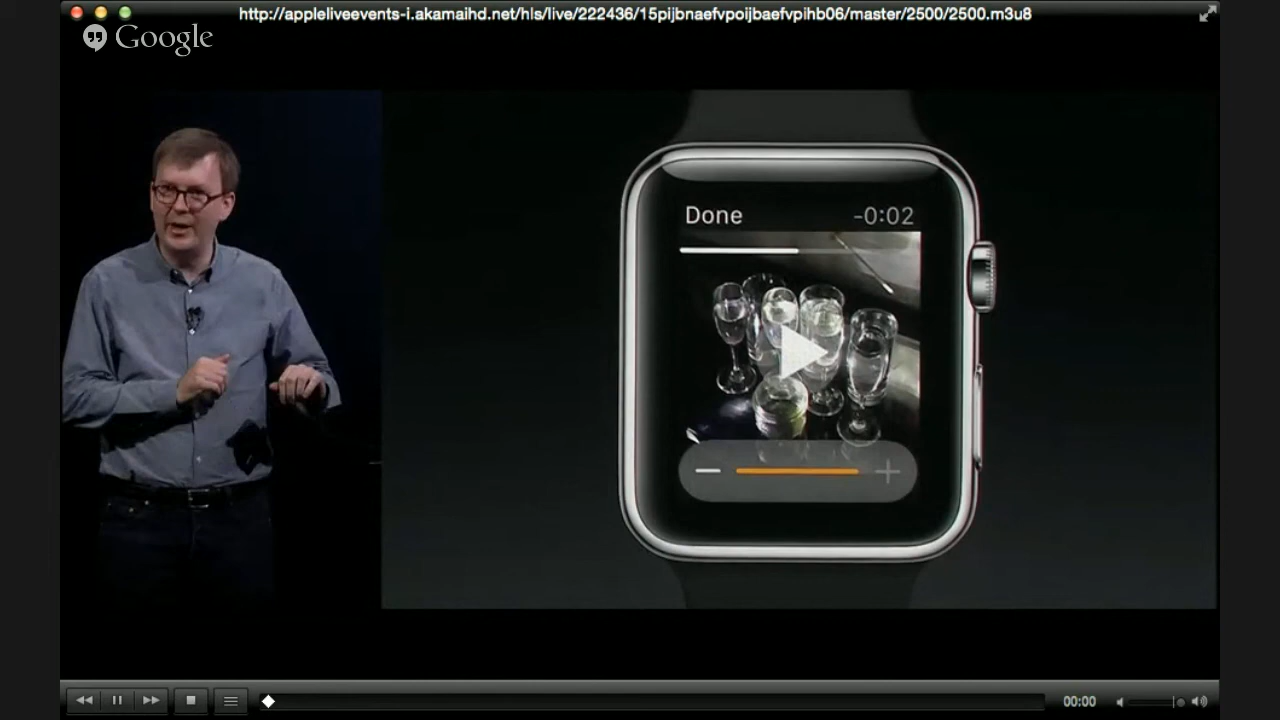 http://appleliveevents-i.akamaihd.net/hls/live/222436/15pijbnaefvpoijbaefvpihb06/master/2500/2500.m3u8
Google
Done -0:02
00:00